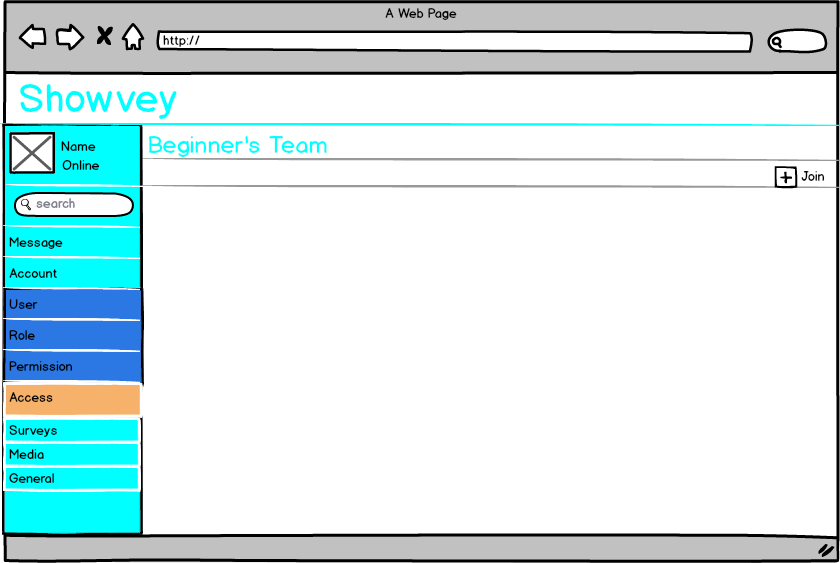 A Web Page
http://
Showvey
Name
Online
Beginner's Team
Join
search
Message
Account
User
Role
Permission
Access
Surveys
Media
General